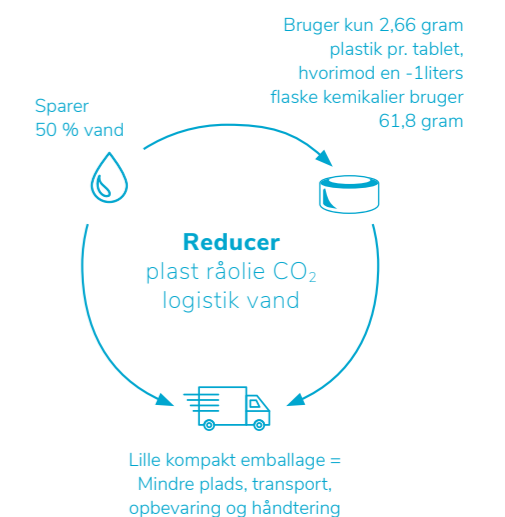 Bruger kun 2,66 gram
plastik pr. tablet,
hvorimod en -1liters
flaske kemikalier bruger
61,8 gram
Sparer
50 % vand
Reducer
plast råolie CO₂
logistik vand
Lille kompakt emballage =
Mindre plads, transport,
opbevaring og håndtering